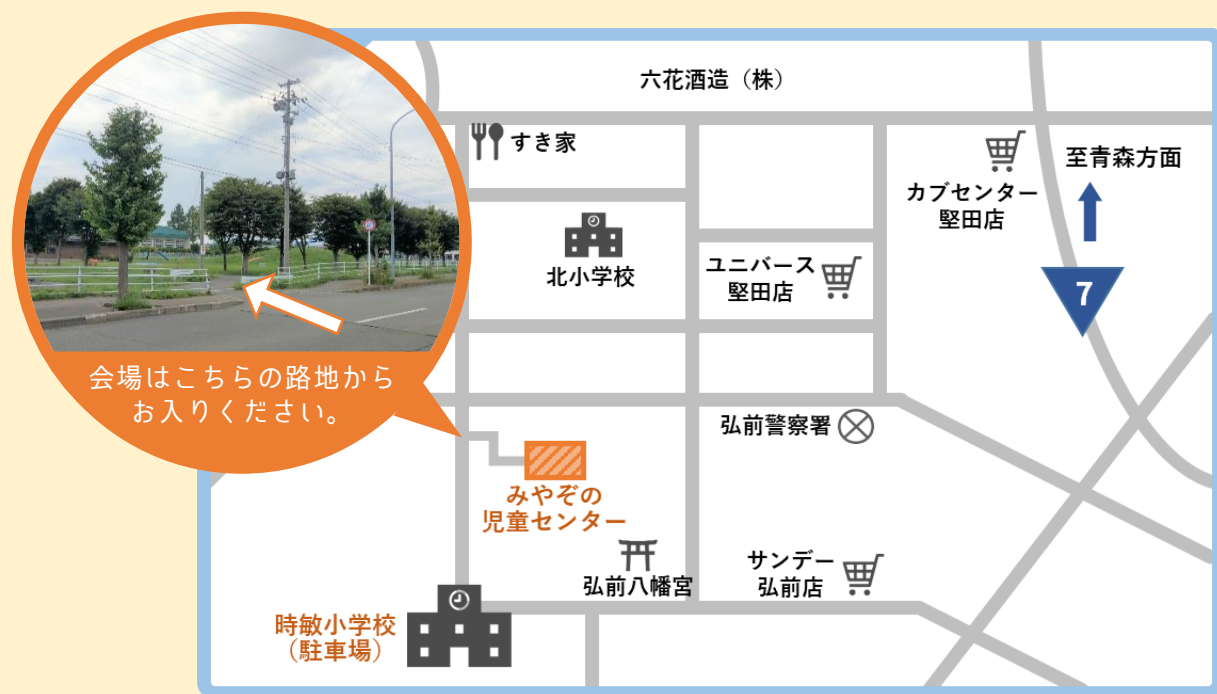 六花酒造（株）
すき家
カブセンター
堅田店
至青森方面
北小学校
ユニバース
堅田店
7
会場はこちらの路地から
お入りください。
弘前警察署
みやぞの
児童センター
弘前八幡宮
サンデー
弘前店
時敏小学校
（駐車場）